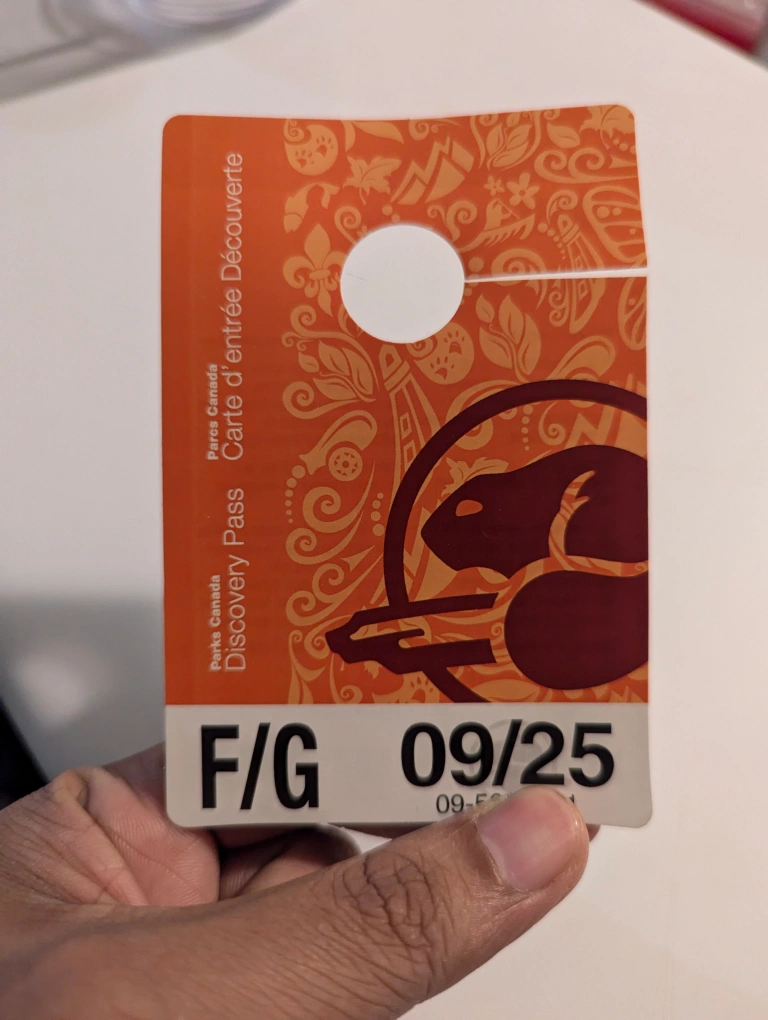 Parks Canada
Discovery Pass
Parcs Canada
Carte d'entrée Découverte
F/G
09/25